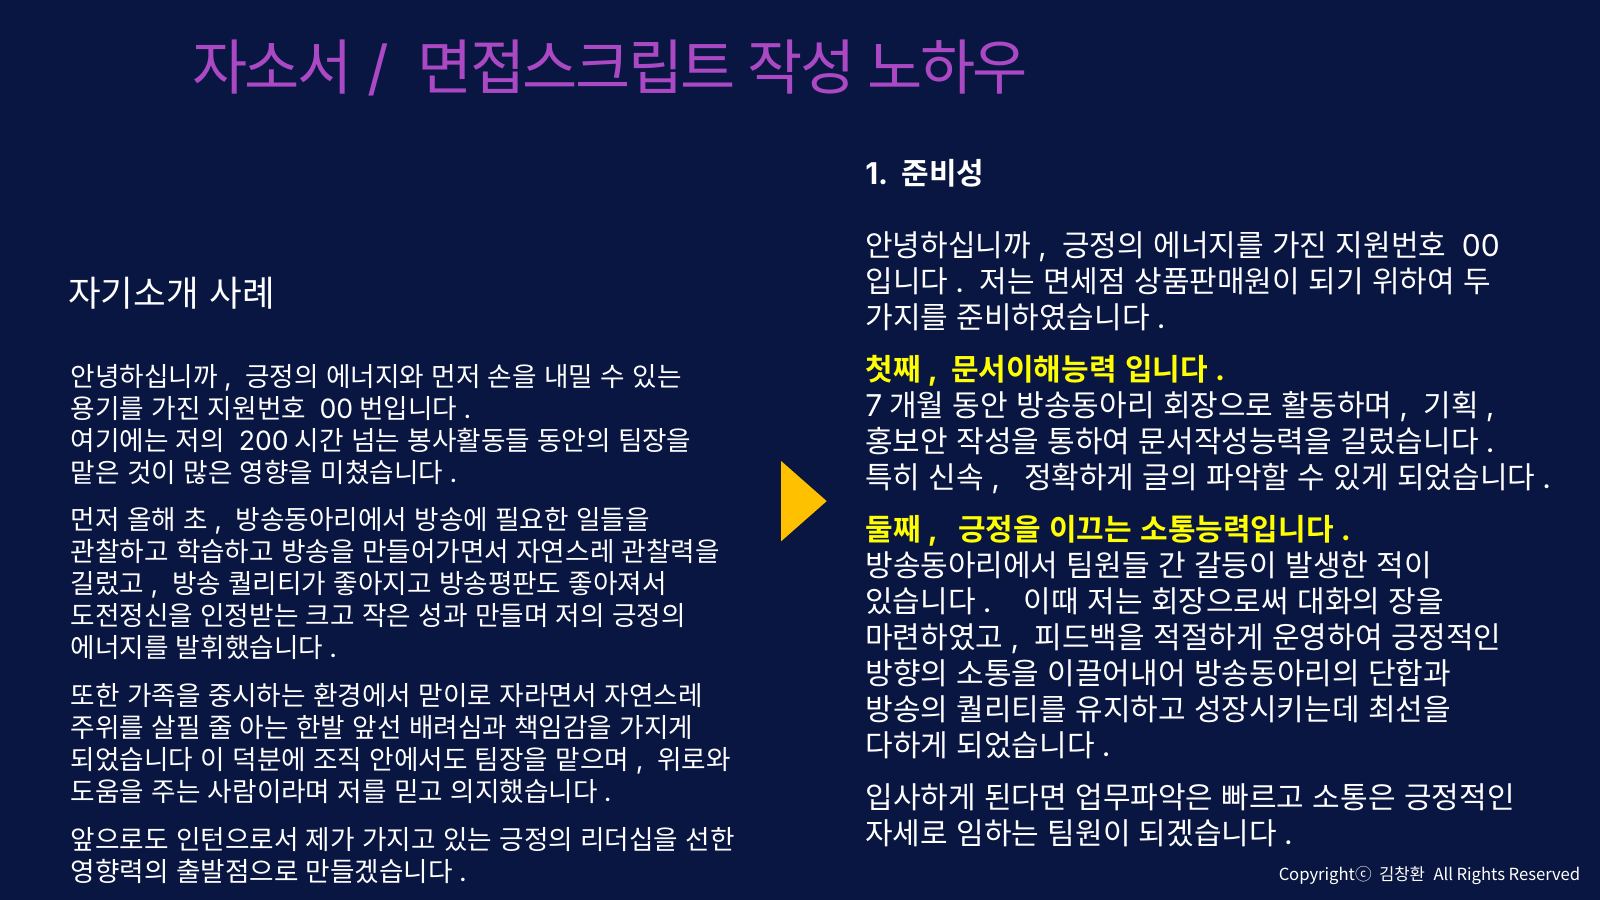 자소서 / 면접스크립트 작성 노하우
자기소개 사례
안녕하십니까 , 긍정의 에너지와 먼저 손을 내밀 수 있는
용기를 가진 지원번호 00 번입니다 .
여기에는 저의 200 시간 넘는 봉사활동들 동안의 팀장을
맡은 것이 많은 영향을 미쳤습니다 .
먼저 올해 초 , 방송동아리에서 방송에 필요한 일들을
관찰하고 학습하고 방송을 만들어가면서 자연스레 관찰력을
길렀고 , 방송 퀄리티가 좋아지고 방송평판도 좋아져서
도전정신을 인정받는 크고 작은 성과 만들며 저의 긍정의
에너지를 발휘했습니다 .
또한 가족을 중시하는 환경에서 맏이로 자라면서 자연스레
주위를 살필 줄 아는 한발 앞선 배려심과 책임감을 가지게
되었습니다 이 덕분에 조직 안에서도 팀장을 맡으며 , 위로와
도움을 주는 사람이라며 저를 믿고 의지했습니다 .
앞으로도 인턴으로서 제가 가지고 있는 긍정의 리더십을 선한
영향력의 출발점으로 만들겠습니다 .
1. 준비성
안녕하십니까 , 긍정의 에너지를 가진 지원번호 00
입니다 . 저는 면세점 상품판매원이 되기 위하여 두
가지를 준비하였습니다 .
첫째 , 문서이해능력 입니다 .
7 개월 동안 방송동아리 회장으로 활동하며 , 기획 ,
홍보안 작성을 통하여 문서작성능력을 길렀습니다 .
특히 신속 , 정확하게 글의 파악할 수 있게 되었습니다 .
둘째 , 긍정을 이끄는 소통능력입니다 .
방송동아리에서 팀원들 간 갈등이 발생한 적이
있습니다 . 이때 저는 회장으로써 대화의 장을
마련하였고 , 피드백을 적절하게 운영하여 긍정적인
방향의 소통을 이끌어내어 방송동아리의 단합과
방송의 퀄리티를 유지하고 성장시키는데 최선을
다하게 되었습니다 .
입사하게 된다면 업무파악은 빠르고 소통은 긍정적인
자세로 임하는 팀원이 되겠습니다 .
Copyrightⓒ 김창환 All Rights Reserved